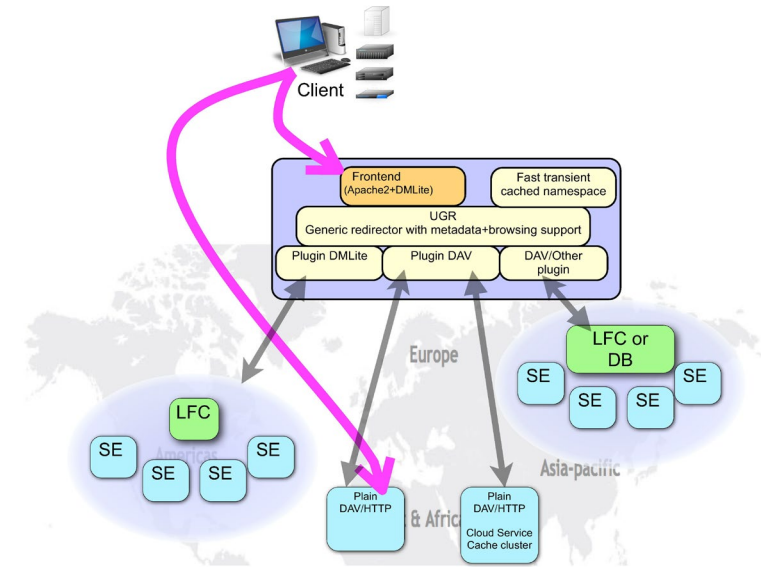 Client
Frontend
(Apache2+DMLite)
Fast transient
cached namespace
UGR
Generic redirector with metadata+browsing support
Plugin DMLite
Plugin DAV
DAV/Other
plugin
Europe
LFC or
DB
SE
SE
SE
SE
LFC
SE
SE
SE
SE
Americas
Asia-pacific
Plain
DAV/HTTP
& Africa
Plain
DAV/HTTP
Cloud Service
Cache cluster